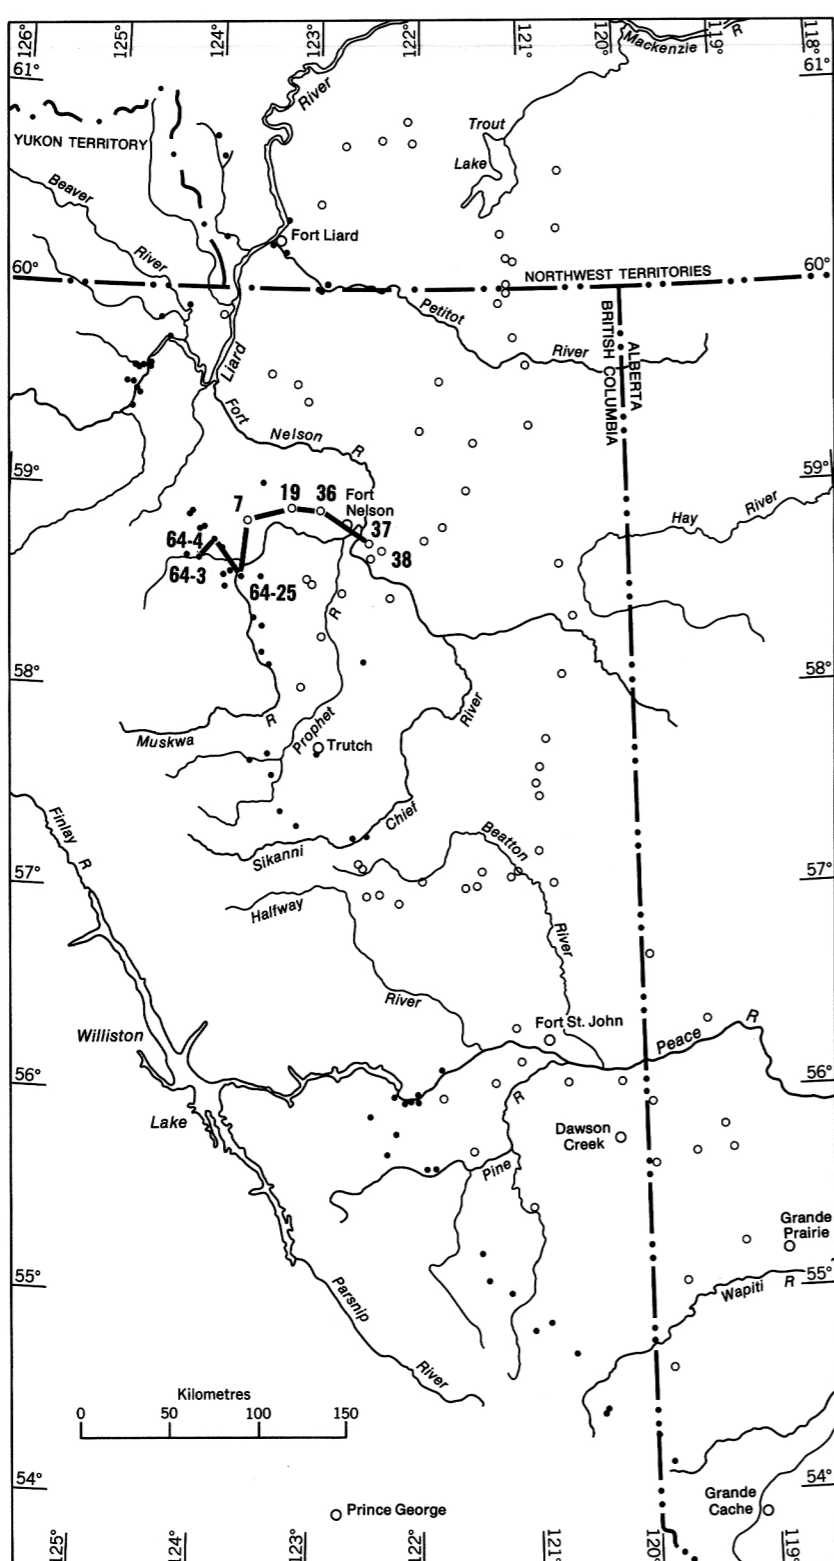 126°
125°
124°
123°
122°
121°
120°
119°
118°
Mackenzie R
61°
61°
River
Trout
Lake
YUKON TERRITORY
Beaver
River
Fort Liard
60°
60°
NORTHWEST TERRITORIES
Petitot
River
BRITISH COLUMBIA
ALBERTA
Liard
Fort
Nelson
R
59°
59°
7
19
36
Fort
Nelson
37
38
64-4
64-3
64-25
Hay
River
R
58°
58°
Muskwa
R
Prophet
River
Trutch
Chief
Sikanni
Finlay R
Beatton
River
57°
57°
Halfway
River
Williston
Lake
Fort St. John
Peace
R
56°
56°
R
Pine
Dawson
Creek
Grande
Prairie
55°
55°
Wapiti R
Parsnip
River
Kilometres
0 50 100 150
54°
54°
Prince George
Grande
Cache
125°
124°
123°
122°
121°
120°
119°